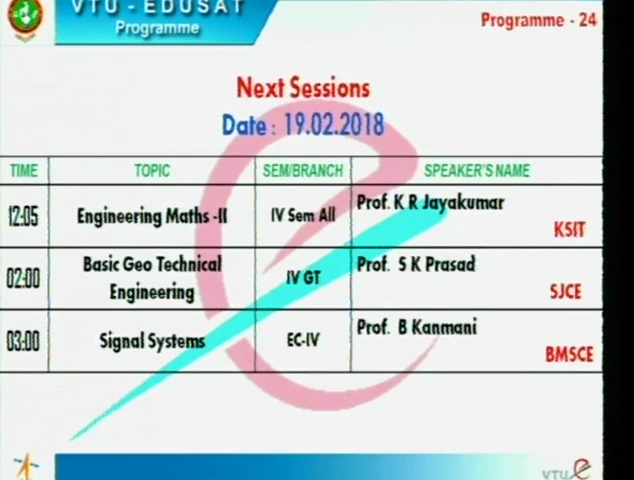 VTU - EDUSAT
Programme
Programme - 24
Next Sessions
Date : 19.02.2018
TIME TOPIC SEM/BRANCH SPEAKER'S NAME
12:05 Engineering Maths -II IV Sem All Prof. K R Jayakumar
KSIT
02:00 Basic Geo Technical Engineering IV GT Prof. S K Prasad
SJCE
03:00 Signal Systems EC-IV Prof. B Kanmani
BMSCE
VTU e